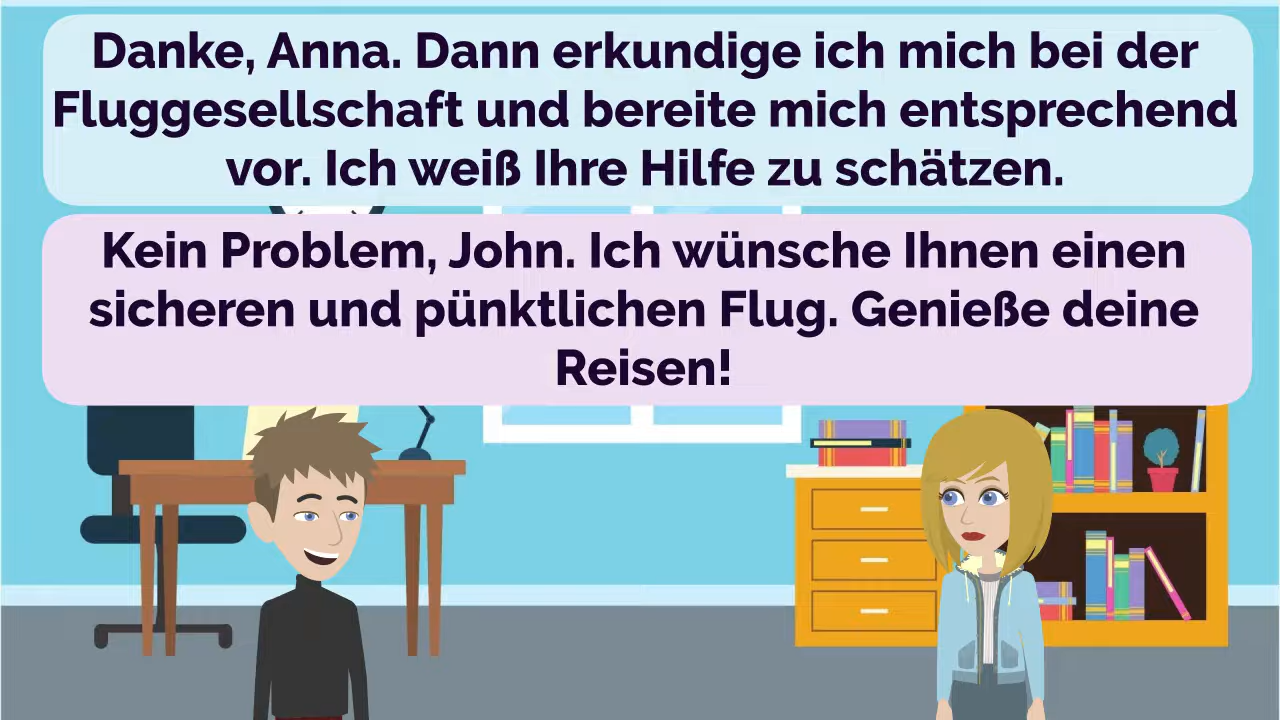 Danke, Anna. Dann erkundige ich mich bei der
Fluggesellschaft und bereite mich entsprechend
vor. Ich weiß Ihre Hilfe zu schätzen.
Kein Problem, John. Ich wünsche Ihnen einen
sicheren und pünktlichen Flug. Genieße deine
Reisen!